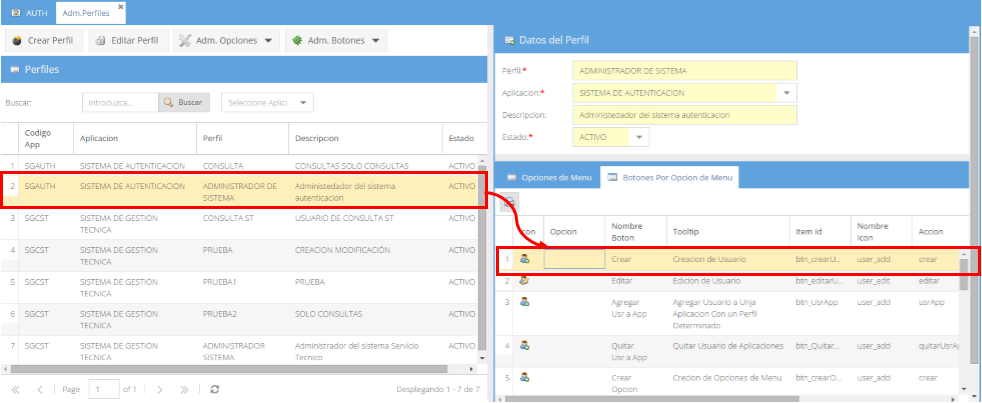 AUTH Adm.Perfiles
Crear Perfil Editar Perfil Adm. Opciones Adm. Botones
Perfiles
Buscar: introduzca... Buscar Seleccione Aplic
Codigo App Aplicacion Perfil Descripcion Estado
1 SGAUTH SISTEMA DE AUTENTICACION CONSULTA CONSULTAS SOLO CONSULTAS ACTIVO
2 SGAUTH SISTEMA DE AUTENTICACION ADMINISTRADOR DE SISTEMA Administedador del sistema autenticacion ACTIVO
3 SGCST SISTEMA DE GESTION TECNICA CONSULTA ST USUARIO DE CONSULTA ST ACTIVO
4 SGCST SISTEMA DE GESTION TECNICA PRUEBA CREACION MODIFICACIÓN ACTIVO
5 SGCST SISTEMA DE GESTION TECNICA PRUEBA1 PRUEBA ACTIVO
6 SGCST SISTEMA DE GESTION TECNICA PRUEBA2 SOLO CONSULTAS ACTIVO
7 SGCST SISTEMA DE GESTION TECNICA ADMINISTRADOR SISTEMA Administrador del sistema Servicio Tecnico ACTIVO
Page 1 of 1 Desplegando 1 - 7 de 7
Datos del Perfil
Perfil:* ADMINISTRADOR DE SISTEMA
Aplicacion:* SISTEMA DE AUTENTICACION
Descripcion: Administedador del sistema autenticacion
Estado:* ACTIVO
Opciones de Menu Botones Por Opcion de Menu
Icon Opcion Nombre Boton Tooltip Item Id Nombre Icon Accion
1 Crear Creacion de Usuario btn_crearU... user_add crear
2 Editar Edicion de Usuario btn_editarU... user_edit editar
3 Agregar Usr a App Agregar Usuario a Unja Aplicacion Con un Perfil Determinado btn_UsrApp user_add usrApp
4 Quitar Usr a App Quitar Usuario de Aplicaciones btn_Quitar... user_add quitarUsrA
5 Crear Opcion Crecion de Opciones de Menu btn_crearO... user_add crear